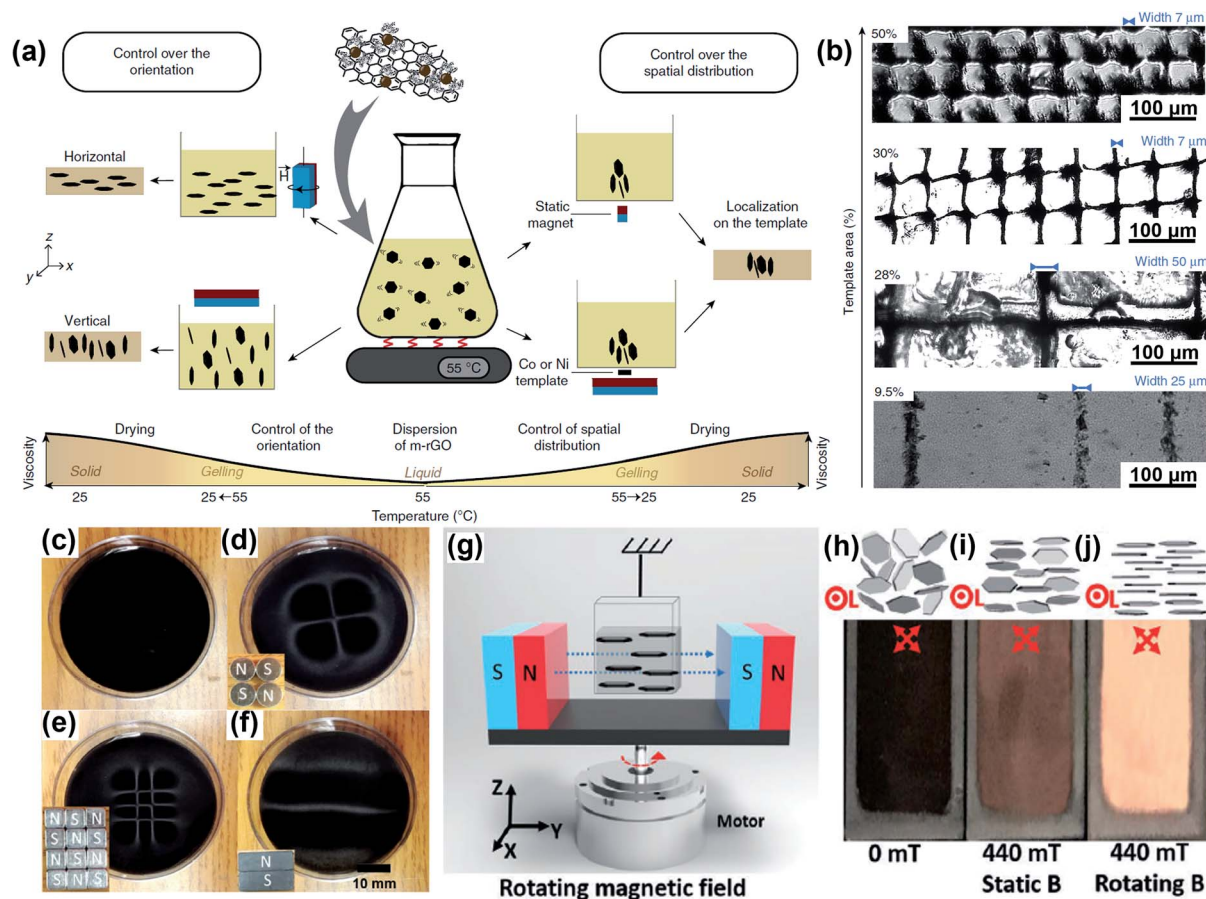 (a)
Control over the
orientation
Control over the
spatial distribution
Horizontal
H
Static
magnet
Localization
on the template
z
y
x
Vertical
55 °C
Co or Ni
template
Drying
Control of the
orientation
Dispersion
of m-rGO
Control of spatial
distribution
Drying
Viscosity
Solid
Gelling
Liquid
Gelling
Solid
Viscosity
25
25←55
55
55→25
25
Temperature (°C)
(b)
Template area (%)
50%
Width 7 μm
100 μm
30%
Width 7 μm
100 μm
28%
Width 50 μm
100 μm
9.5%
Width 25 μm
100 μm
(c)
(d)
N S
S N
(e)
N S N
S N S
N S N
S N S
(f)
N
S
10 mm
(g)
S N
S N
Z
Y
X
Motor
Rotating magnetic field
(h)
(i)
(j)
L
L
L
0 mT
440 mT
Static B
440 mT
Rotating B